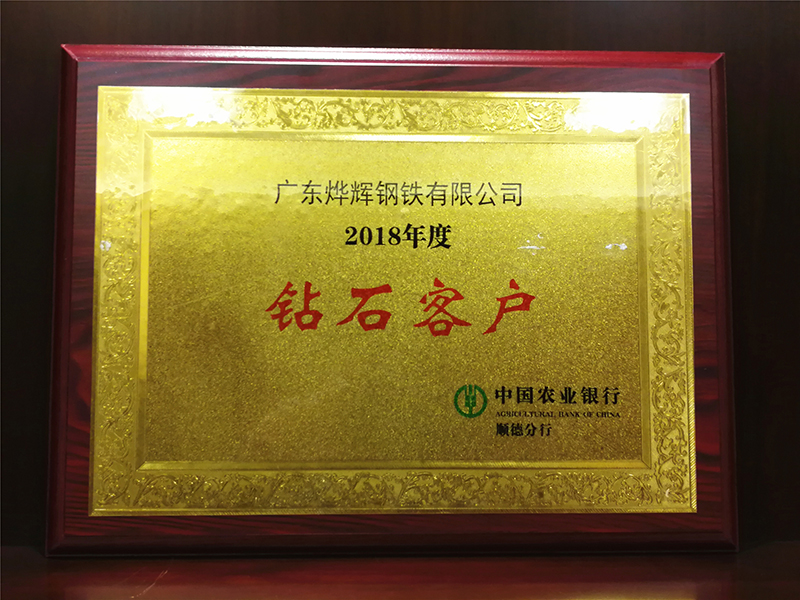 广东烨辉钢铁有限公司
2018年度
钻石客户
中国农业银行
AGRICULTURAL BANK OF CHINA
顺德分行